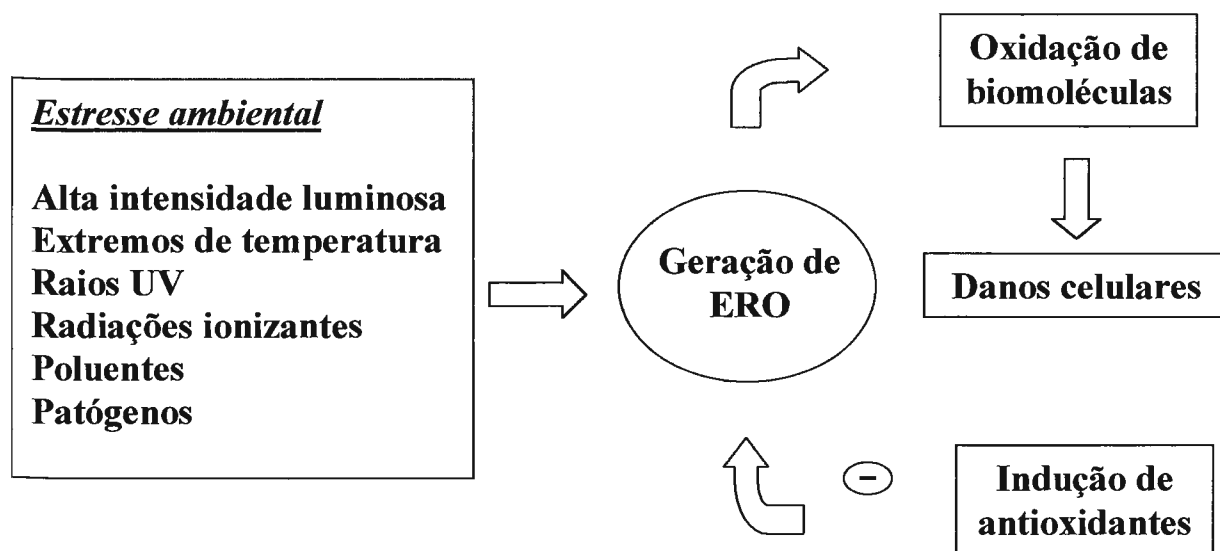 Estresse ambiental
Alta intensidade luminosa
Extremos de temperatura
Raios UV
Radiações ionizantes
Poluentes
Patógenos
Geração de
ERO
Oxidação de
biomoléculas
Danos celulares
−
Indução de
antioxidantes